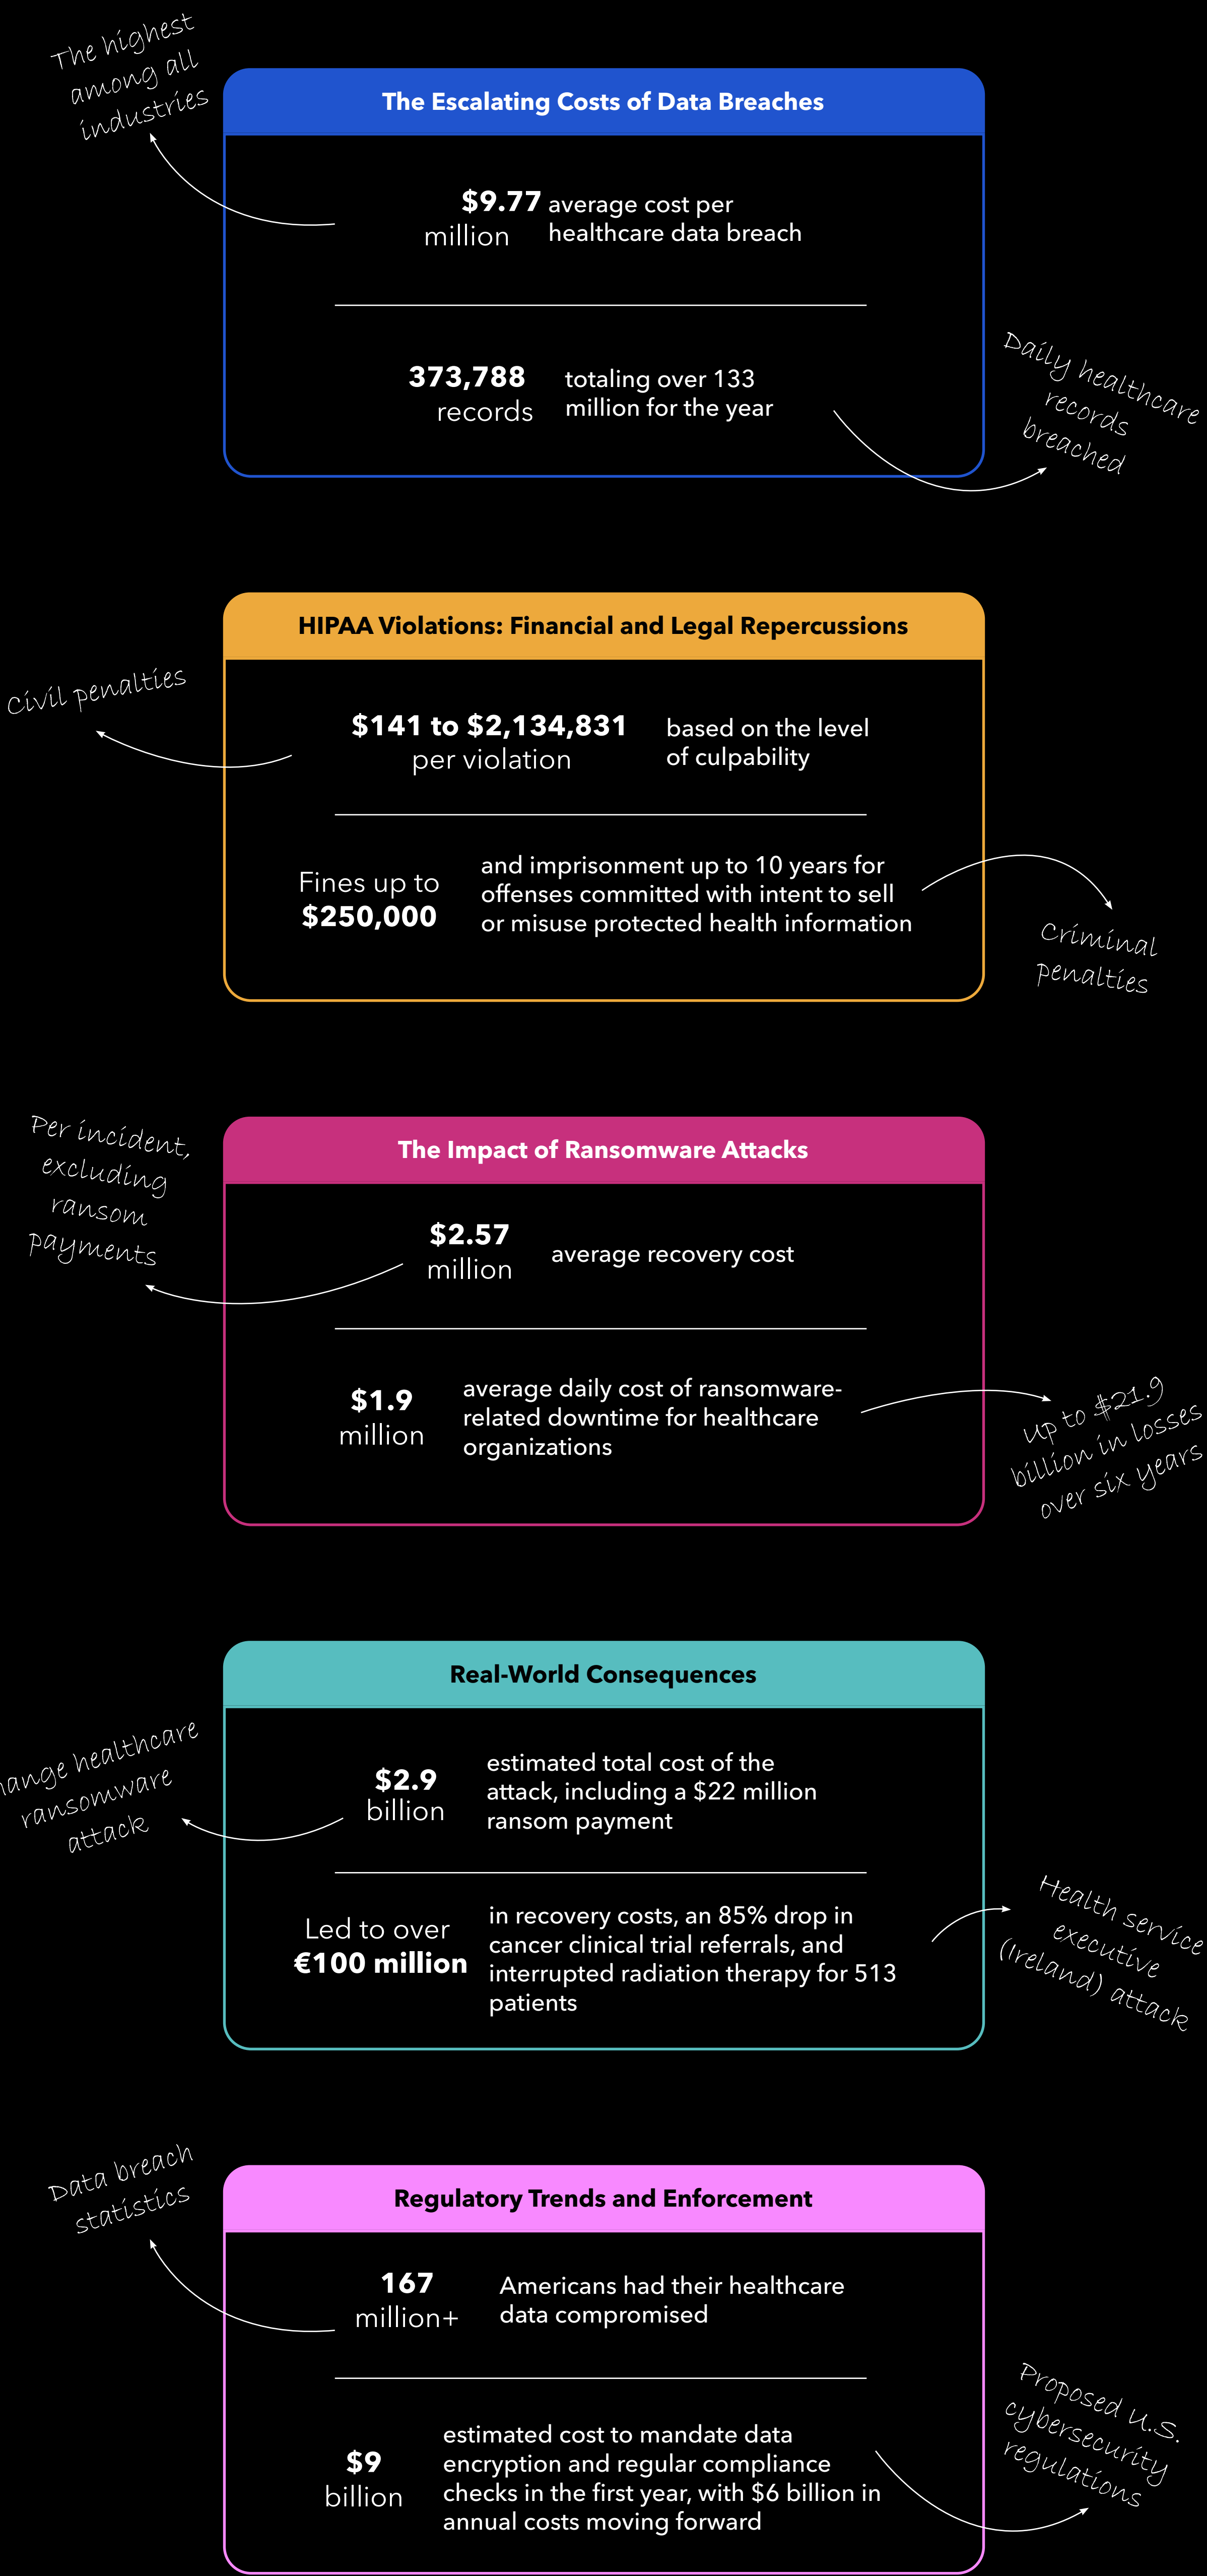 The highest
among all
industries
The Escalating Costs of Data Breaches
$9.77
million
average cost per
healthcare data breach
373,788
records
totaling over 133
million for the year
Daily healthcare
records
breached
HIPAA Violations: Financial and Legal Repercussions
Civil penalties
$141 to $2,134,831
per violation
based on the level
of culpability
Fines up to
$250,000
and imprisonment up to 10 years for
offenses committed with intent to sell
or misuse protected health information
Criminal
penalties
Per incident,
excluding
ransom
payments
The Impact of Ransomware Attacks
$2.57
million
average recovery cost
$1.9
million
average daily cost of ransomware-
related downtime for healthcare
organizations
Up to $21.9
billion in losses
over six years
Real-World Consequences
hange healthcare
ransomware
attack
$2.9
billion
estimated total cost of the
attack, including a $22 million
ransom payment
Led to over
€100 million
in recovery costs, an 85% drop in
cancer clinical trial referrals, and
interrupted radiation therapy for 513
patients
Health service
executive
(Ireland) attack
Data breach
statistics
Regulatory Trends and Enforcement
167
million+
Americans had their healthcare
data compromised
$9
billion
estimated cost to mandate data
encryption and regular compliance
checks in the first year, with $6 billion in
annual costs moving forward
Proposed U.S.
cybersecurity
regulations